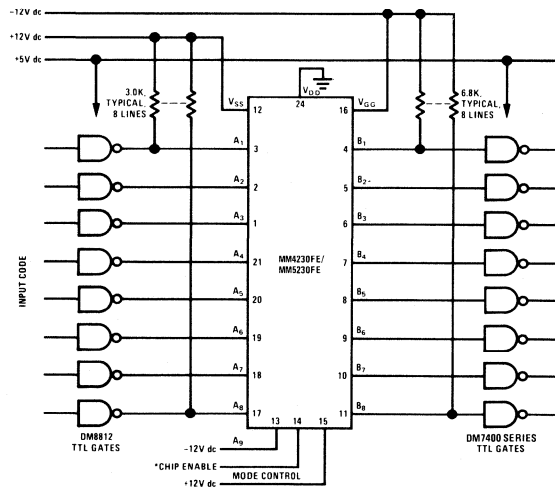 –12V dc
+12V dc
+5V dc
3.0K,
TYPICAL,
8 LINES
VSS
12
VDD
24
VGG
16
6.8K,
TYPICAL,
8 LINES
A1
3
4
B1
A2
2
5
B2-
A3
1
6
B3
A4
21
7
B4
A5
20
8
B5
A6
19
9
B6
A7
18
10
B7
A8
17
11
B8
MM4230FE/
MM5230FE
INPUT CODE
DM8812
TTL GATES
DM7400 SERIES
TTL GATES
A9
13
14
15
–12V dc
*CHIP ENABLE
MODE CONTROL
+12V dc